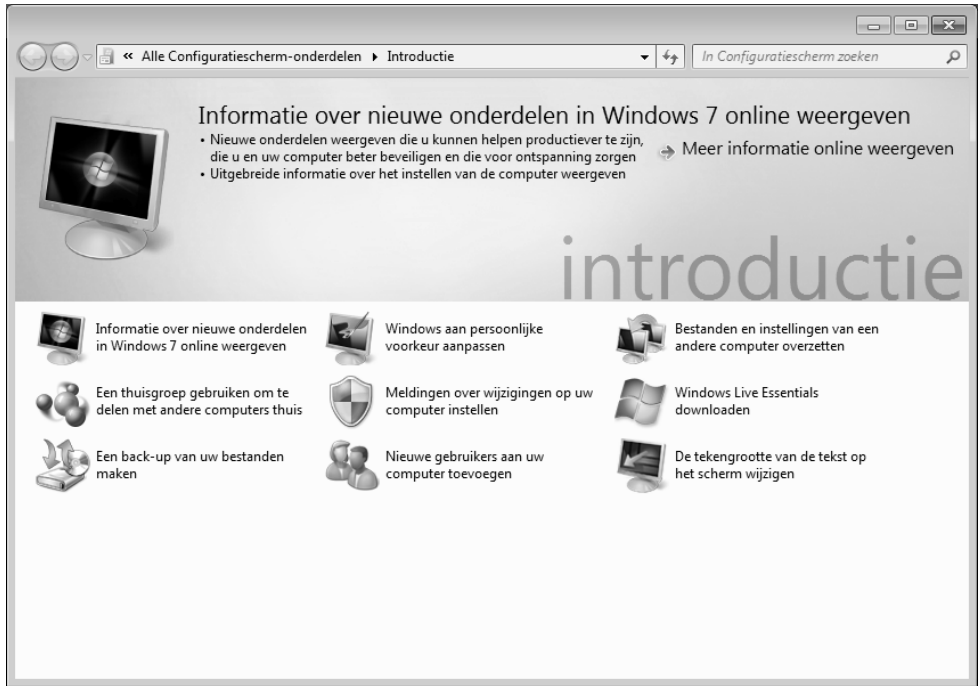 « Alle Configuratiescherm-onderdelen ▸ Introductie
In Configuratiescherm zoeken
Informatie over nieuwe onderdelen in Windows 7 online weergeven
• Nieuwe onderdelen weergeven die u kunnen helpen productiever te zijn,
die u en uw computer beter beveiligen en die voor ontspanning zorgen
• Uitgebreide informatie over het instellen van de computer weergeven
Meer informatie online weergeven
introductie
Informatie over nieuwe onderdelen
in Windows 7 online weergeven
Windows aan persoonlijke
voorkeur aanpassen
Bestanden en instellingen van een
andere computer overzetten
Een thuisgroep gebruiken om te
delen met andere computers thuis
Meldingen over wijzigingen op uw
computer instellen
Windows Live Essentials
downloaden
Een back-up van uw bestanden
maken
Nieuwe gebruikers aan uw
computer toevoegen
De tekengrootte van de tekst op
het scherm wijzigen